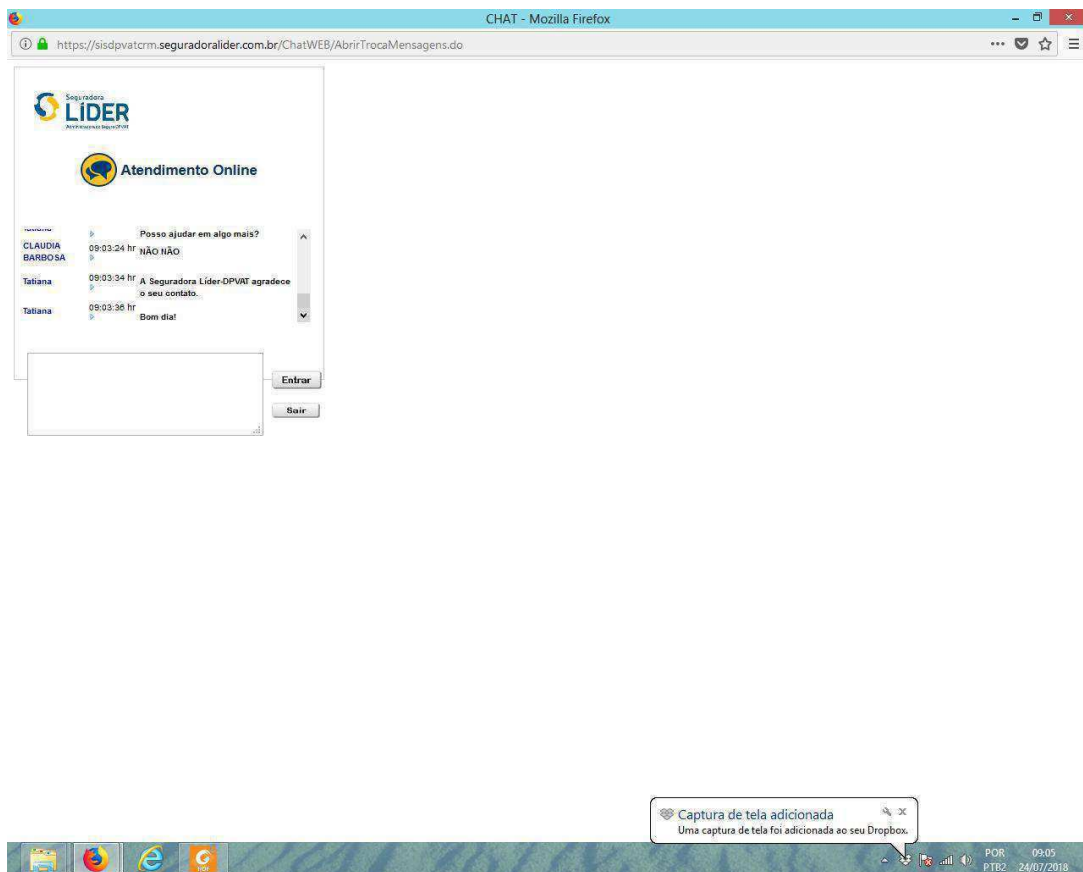 CHAT - Mozilla Firefox
https://sisdpvatcrm.seguradoralider.com.br/ChatWEB/AbrirTrocaMensagens.do
Seguradora
LÍDER
Atendimento Online
Posso ajudar em algo mais?
CLAUDIA BARBOSA 09:03:24 hr NÃO NÃO
Tatiana 09:03:34 hr A Seguradora Líder-DPVAT agradece
o seu contato.
Tatiana 09:03:36 hr Bom dia!
Entrar
Sair
Captura de tela adicionada
Uma captura de tela foi adicionada ao seu Dropbox.
POR 09:05
PTB2 24/07/2018